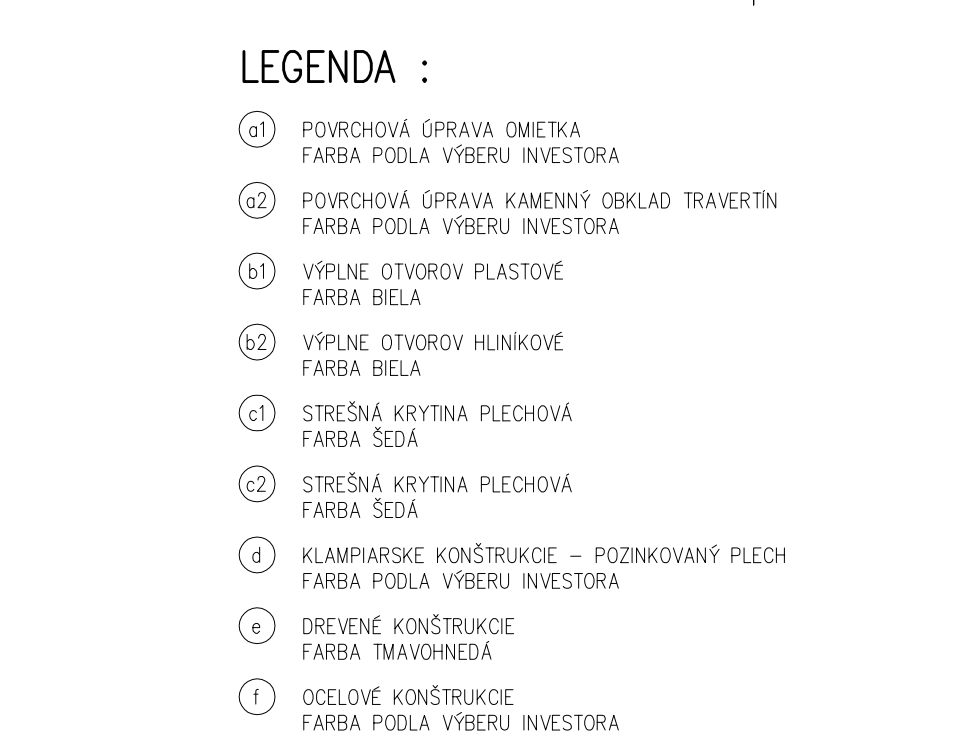 LEGENDA :
a1 POVRCHOVÁ ÚPRAVA OMIETKA
FARBA PODLA VÝBERU INVESTORA
a2 POVRCHOVÁ ÚPRAVA KAMENNÝ OBKLAD TRAVERTÍN
FARBA PODLA VÝBERU INVESTORA
b1 VÝPLNE OTVOROV PLASTOVÉ
FARBA BIELA
b2 VÝPLNE OTVOROV HLINÍKOVÉ
FARBA BIELA
c1 STREŠNÁ KRYTINA PLECHOVÁ
FARBA ŠEDÁ
c2 STREŠNÁ KRYTINA PLECHOVÁ
FARBA ŠEDÁ
d KLAMPIARSKE KONŠTRUKCIE – POZINKOVANÝ PLECH
FARBA PODLA VÝBERU INVESTORA
e DREVENÉ KONŠTRUKCIE
FARBA TMAVOHNEDÁ
f OCELOVÉ KONŠTRUKCIE
FARBA PODLA VÝBERU INVESTORA